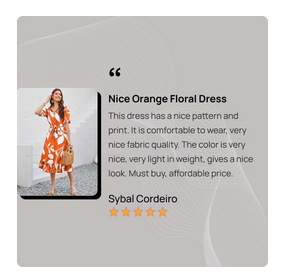 “
Nice Orange Floral Dress
This dress has a nice pattern and
print. It is comfortable to wear, very
nice fabric quality. The color is very
nice, very light in weight, gives a nice
look. Must buy, affordable price.
Sybal Cordeiro